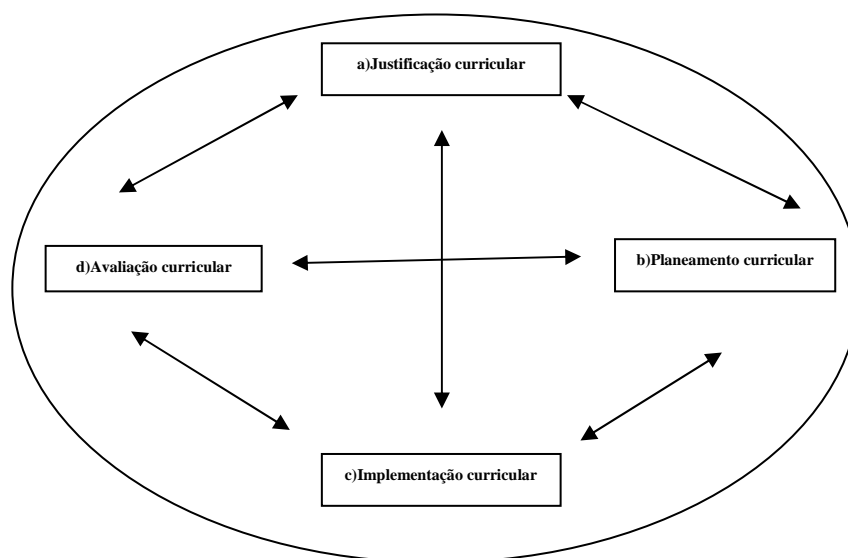 a)Justificação curricular
d)Avaliação curricular
b)Planeamento curricular
c)Implementação curricular